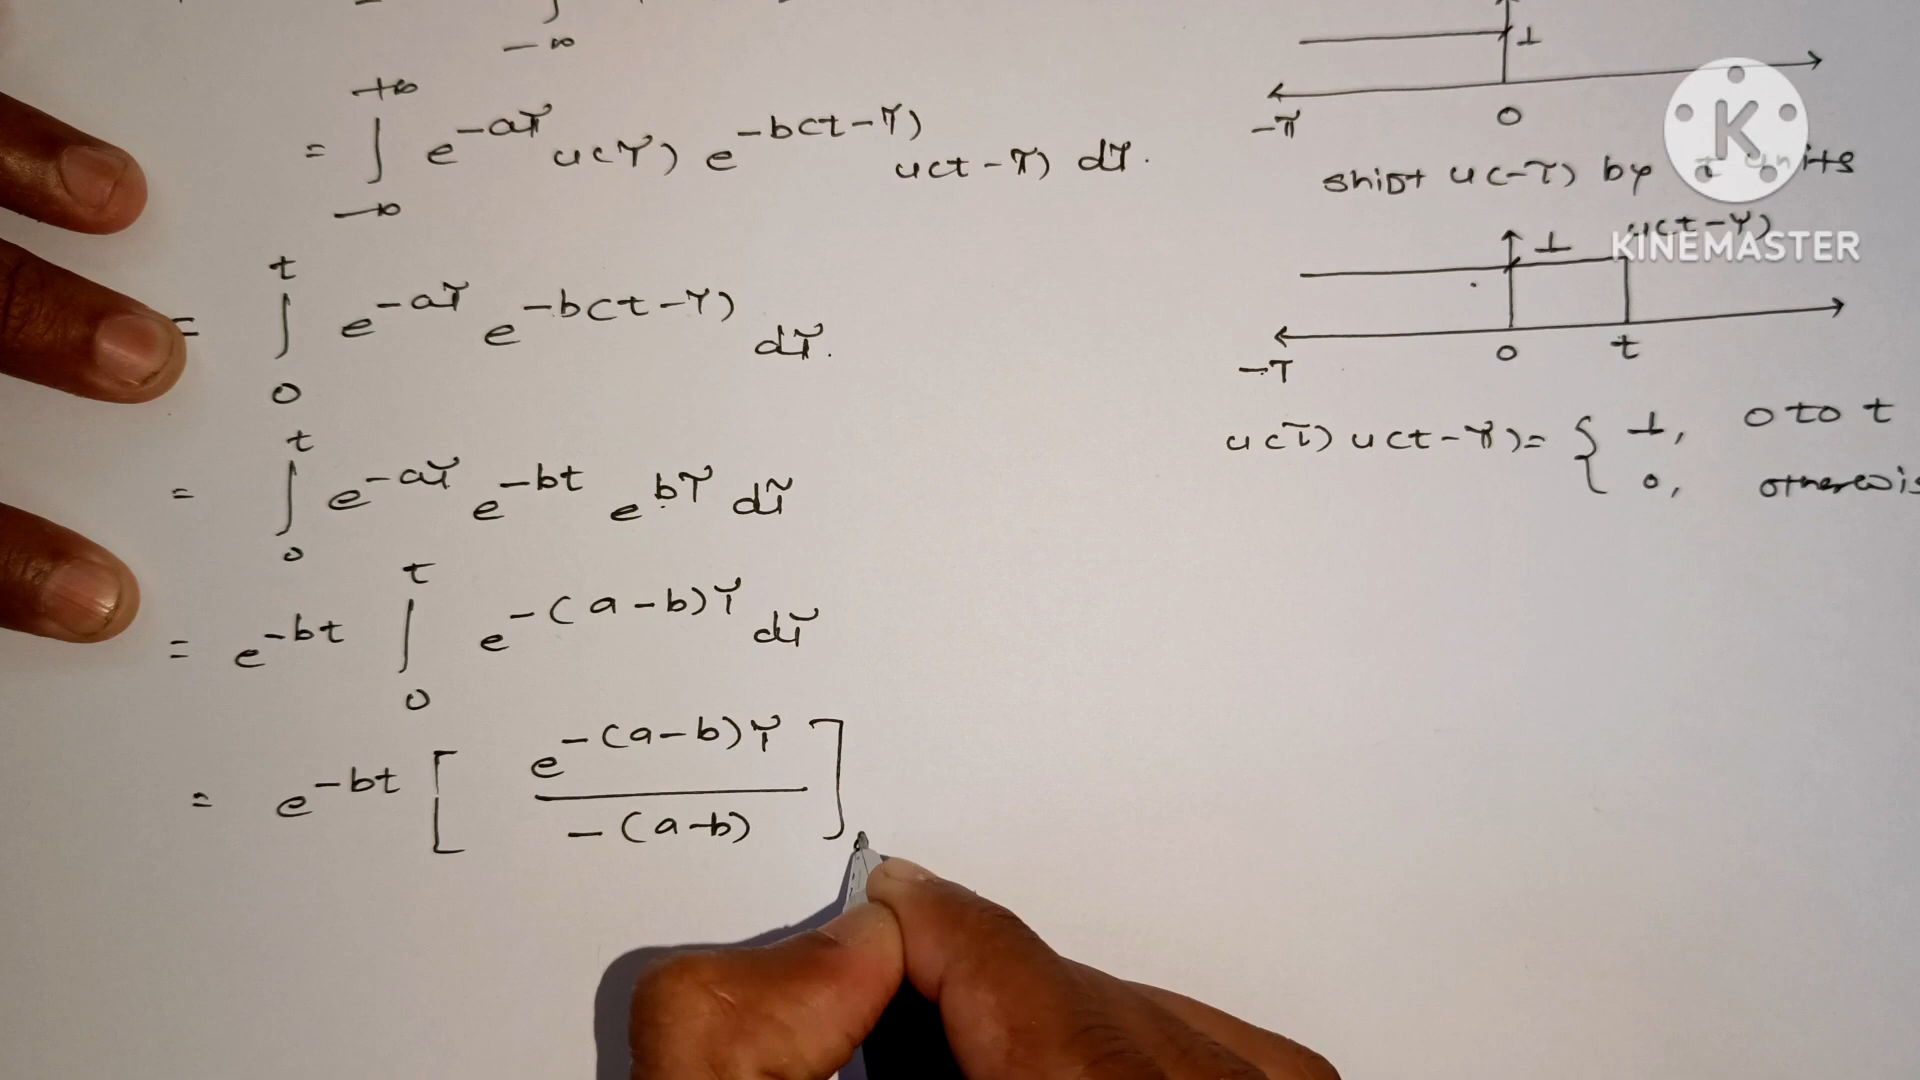 -∞
+∞
= ∫ e^{-aτ} u(τ) e^{-b(t-τ)} u(t-τ) dτ.
-∞
t
= ∫ e^{-aτ} e^{-b(t-τ)} dτ.
0
t
= ∫ e^{-aτ} e^{-bt} e^{bτ} dτ
0
t
= e^{-bt} ∫ e^{-(a-b)τ} dτ
0
= e^{-bt} [ e^{-(a-b)τ} / -(a-b) ]
1
-τ 0
shift u(-τ) by units
K
KINEMASTER
u(t-τ)
1
-τ 0 t
u(τ) u(t-τ) = { 1, 0 to t
0, otherwis